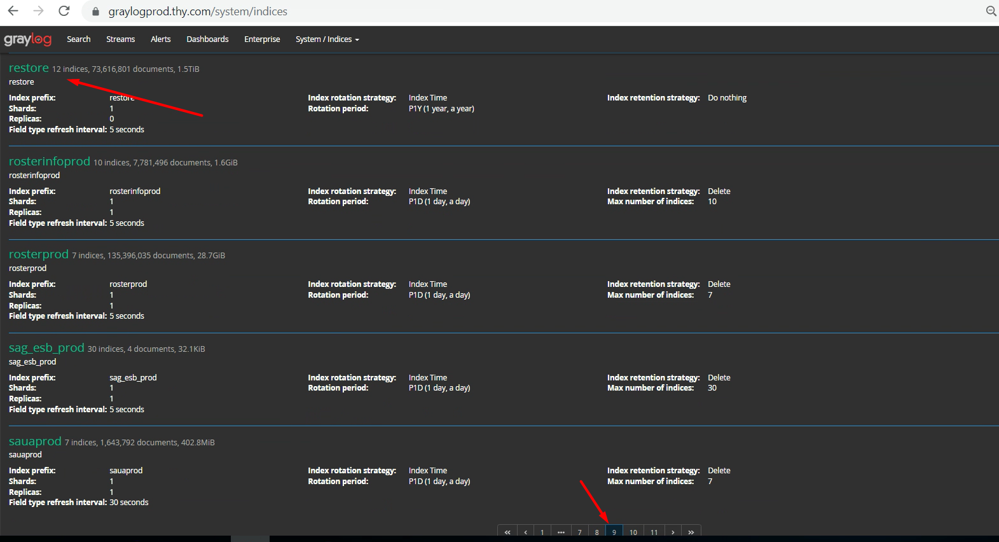 graylogprod.thy.com/system/indices
graylog Search Streams Alerts Dashboards Enterprise System / Indices
restore 12 indices, 73,616,801 documents, 1.5TiB
restore
Index prefix: restore Index rotation strategy: Index Time Index retention strategy: Do nothing
Shards: 1 Rotation period: P1Y (1 year, a year)
Replicas: 0
Field type refresh interval: 5 seconds
rosterinfoprod 10 indices, 7,781,496 documents, 1.6GiB
rosterinfoprod
Index prefix: rosterinfoprod Index rotation strategy: Index Time Index retention strategy: Delete
Shards: 1 Rotation period: P1D (1 day, a day) Max number of indices: 10
Replicas: 1
Field type refresh interval: 5 seconds
rosterprod 7 indices, 135,396,035 documents, 28.7GiB
rosterprod
Index prefix: rosterprod Index rotation strategy: Index Time Index retention strategy: Delete
Shards: 1 Rotation period: P1D (1 day, a day) Max number of indices: 7
Replicas: 1
Field type refresh interval: 5 seconds
sag_esb_prod 30 indices, 4 documents, 32.1KiB
sag_esb_prod
Index prefix: sag_esb_prod Index rotation strategy: Index Time Index retention strategy: Delete
Shards: 1 Rotation period: P1D (1 day, a day) Max number of indices: 30
Replicas: 1
Field type refresh interval: 5 seconds
sauaprod 7 indices, 1,643,792 documents, 402.8MiB
sauaprod
Index prefix: sauaprod Index rotation strategy: Index Time Index retention strategy: Delete
Shards: 1 Rotation period: P1D (1 day, a day) Max number of indices: 7
Replicas: 1
Field type refresh interval: 30 seconds
« ‹ 1 ••• 7 8 9 10 11 › »